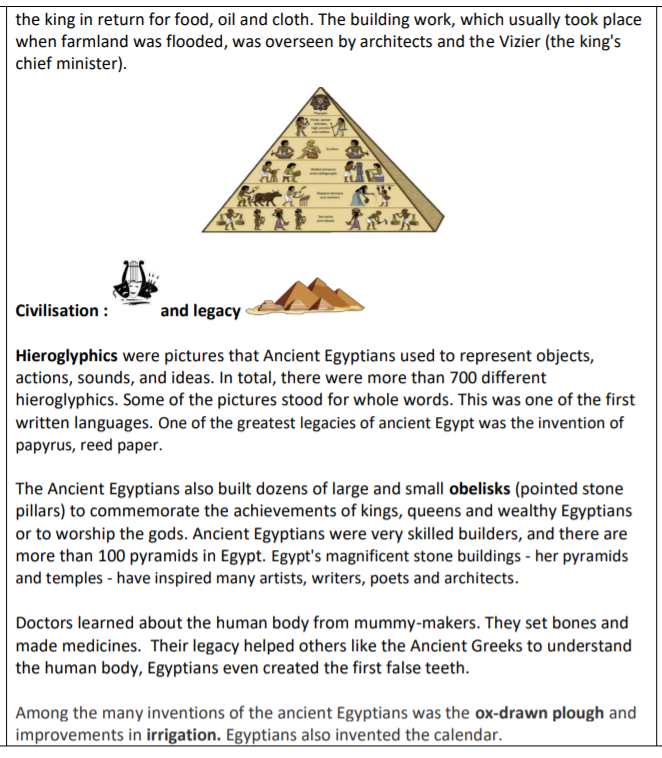 the king in return for food, oil and cloth. The building work, which usually took place
when farmland was flooded, was overseen by architects and the Vizier (the king's
chief minister).
Civilisation : and legacy
Hieroglyphics were pictures that Ancient Egyptians used to represent objects,
actions, sounds, and ideas. In total, there were more than 700 different
hieroglyphics. Some of the pictures stood for whole words. This was one of the first
written languages. One of the greatest legacies of ancient Egypt was the invention of
papyrus, reed paper.
The Ancient Egyptians also built dozens of large and small obelisks (pointed stone
pillars) to commemorate the achievements of kings, queens and wealthy Egyptians
or to worship the gods. Ancient Egyptians were very skilled builders, and there are
more than 100 pyramids in Egypt. Egypt's magnificent stone buildings - her pyramids
and temples - have inspired many artists, writers, poets and architects.
Doctors learned about the human body from mummy-makers. They set bones and
made medicines.  Their legacy helped others like the Ancient Greeks to understand
the human body, Egyptians even created the first false teeth.
Among the many inventions of the ancient Egyptians was the ox-drawn plough and
improvements in irrigation. Egyptians also invented the calendar.